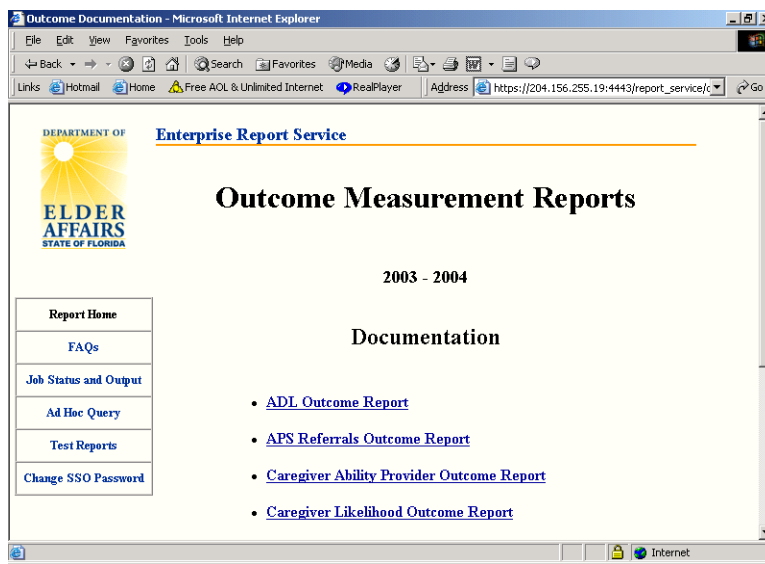 Outcome Documentation - Microsoft Internet Explorer
File Edit View Favorites Tools Help
Back Search Favorites Media
Links Hotmail Home Free AOL & Unlimited Internet RealPlayer Address https://204.156.255.19:4443/report_service/ Go
DEPARTMENT OF
ELDER
AFFAIRS
STATE OF FLORIDA
Enterprise Report Service
Outcome Measurement Reports
2003 - 2004
Report Home
FAQs
Job Status and Output
Ad Hoc Query
Test Reports
Change SSO Password
Documentation
• ADL Outcome Report
• APS Referrals Outcome Report
• Caregiver Ability Provider Outcome Report
• Caregiver Likelihood Outcome Report
Internet